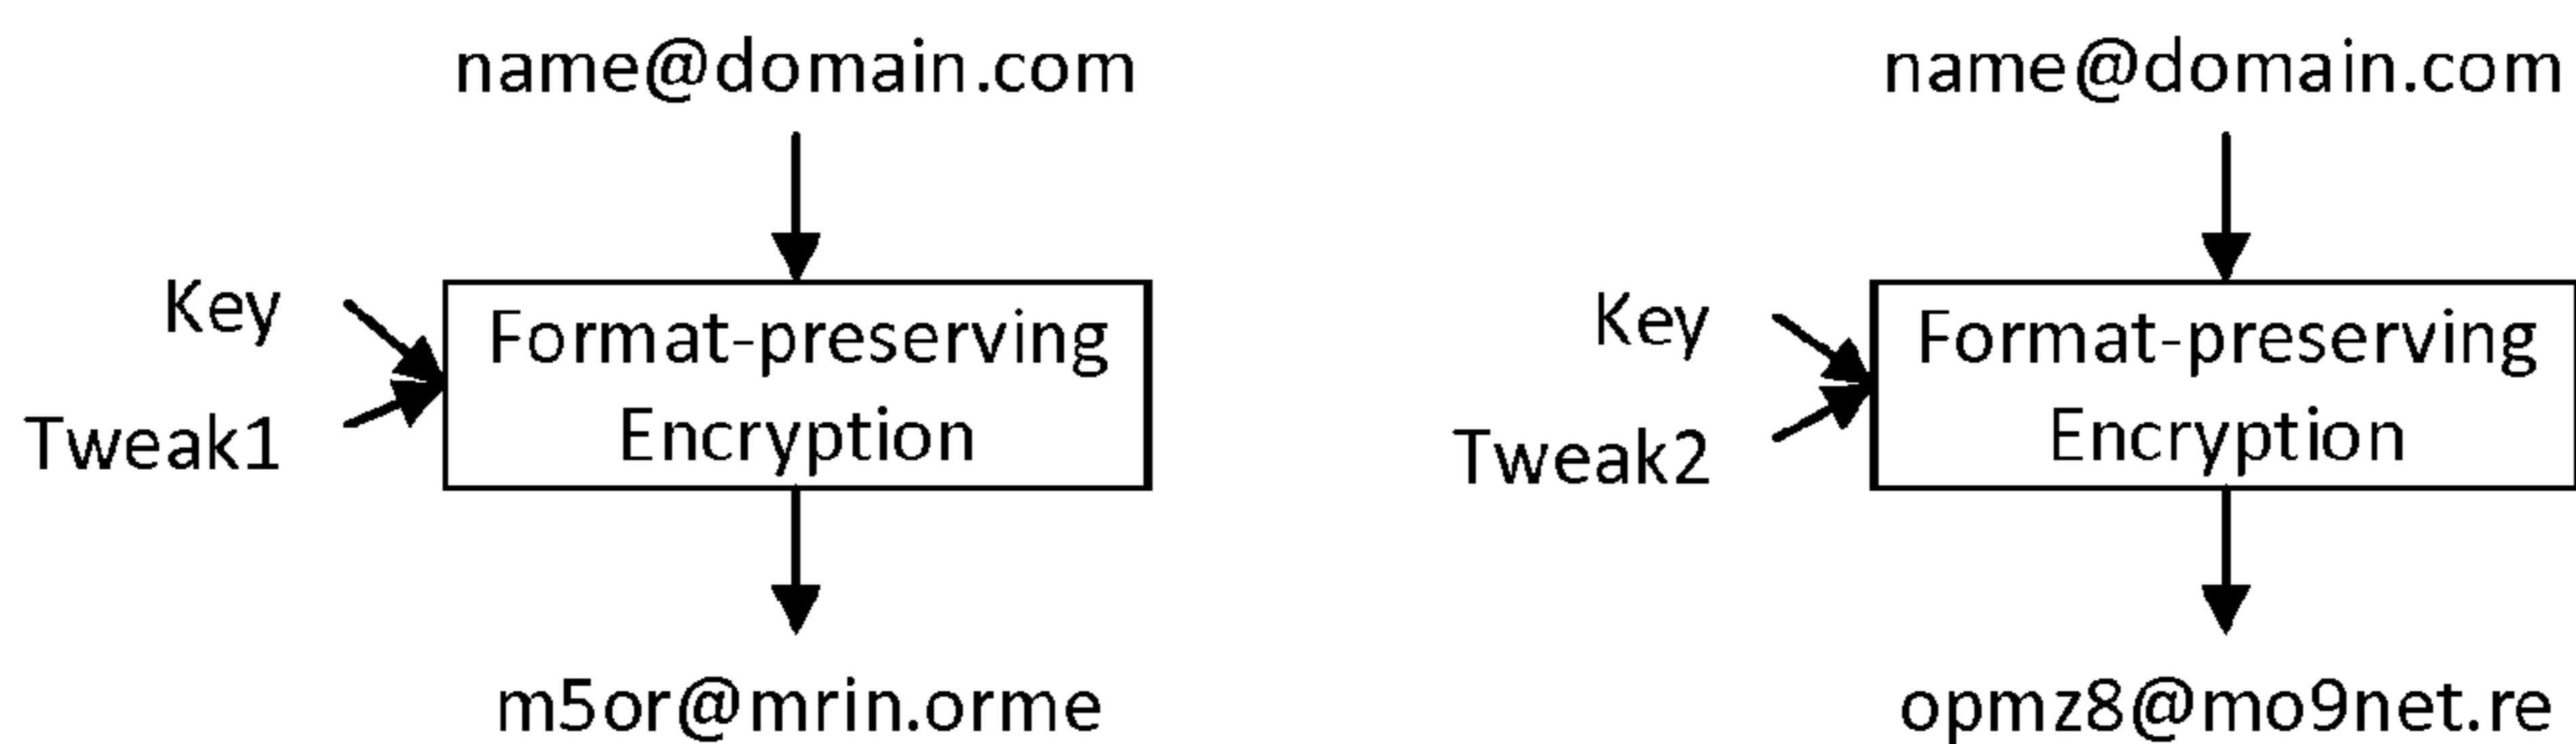 name@domain.com
Key
Tweak1
Format-preserving
Encryption
m5or@mrin.orme
name@domain.com
Key
Tweak2
Format-preserving
Encryption
opmz8@mo9net.re